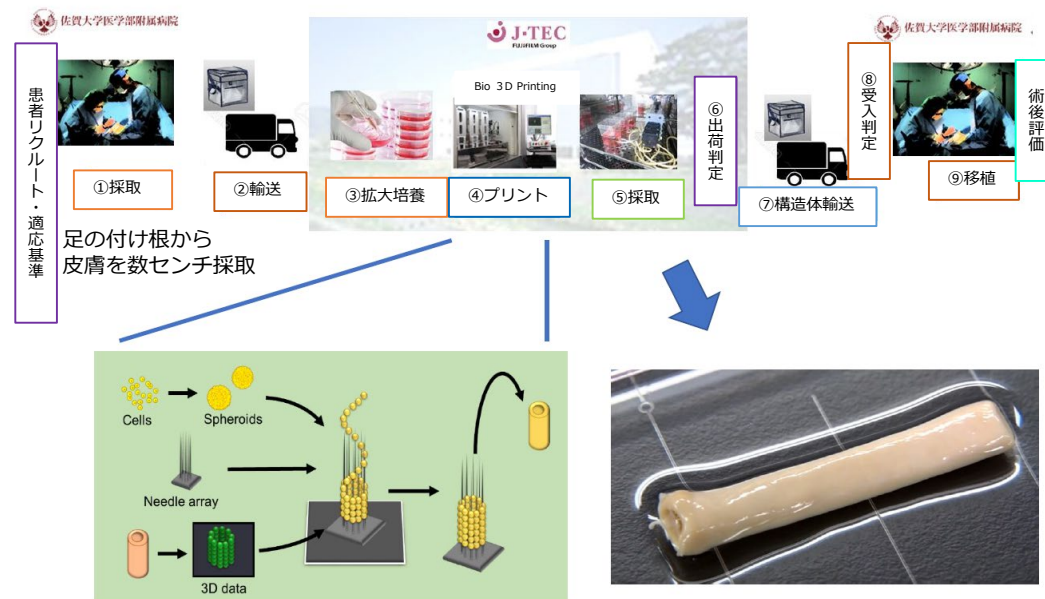 佐賀大学医学部附属病院
J-TEC
FUJIFILM Group
佐賀大学医学部附属病院
患者リクルート・適応基準
Bio 3D Printing
①採取
②輸送
③拡大培養
④プリント
⑤採取
⑥出荷判定
⑦構造体輸送
⑧受入判定
⑨移植
術後評価
足の付け根から
皮膚を数センチ採取
Cells
Spheroids
Needle array
3D data